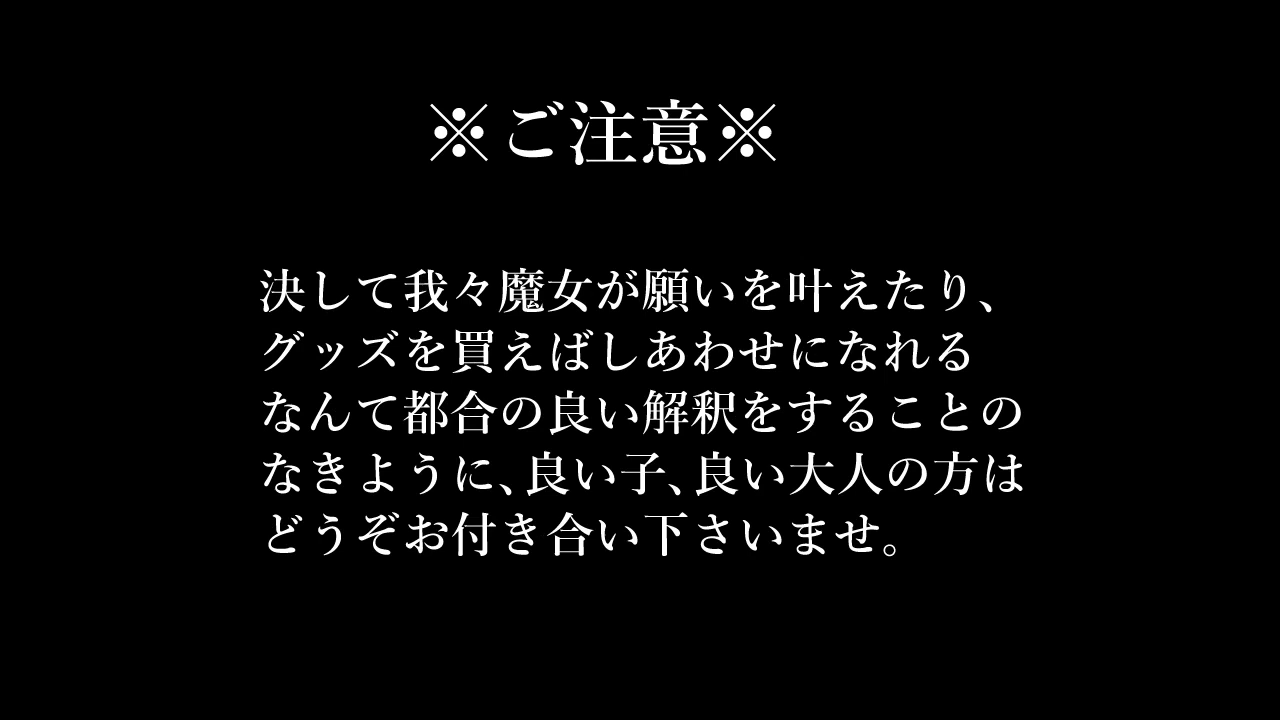 ※ご注意※
決して我々魔女が願いを叶えたり、
グッズを買えばしあわせになれる
なんて都合の良い解釈をすることの
なきように、良い子、良い大人の方は
どうぞお付き合い下さいませ。